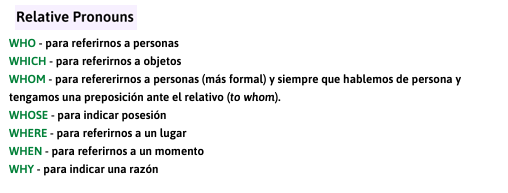 Relative Pronouns
WHO - para referirnos a personas
WHICH - para referirnos a objetos
WHOM - para refererirnos a personas (más formal) y siempre que hablemos de persona y
tengamos una preposición ante el relativo (to whom).
WHOSE - para indicar posesión
WHERE - para referirnos a un lugar
WHEN - para referirnos a un momento
WHY - para indicar una razón